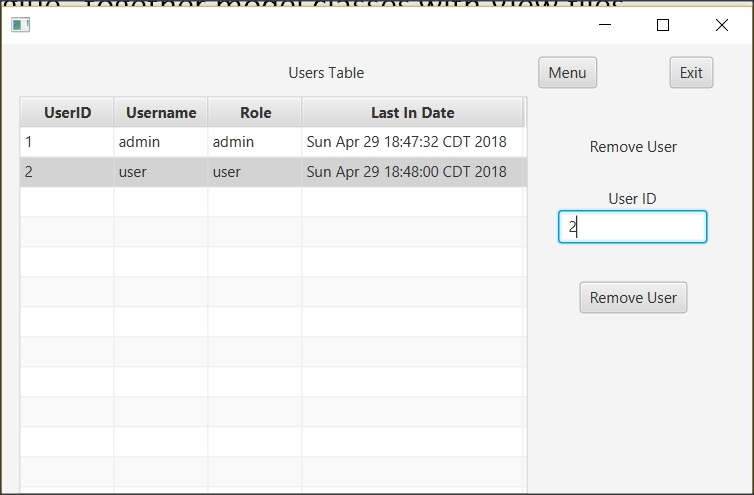 Users Table
Menu
Exit
UserID Username Role Last In Date
1 admin admin Sun Apr 29 18:47:32 CDT 2018
2 user user Sun Apr 29 18:48:00 CDT 2018
Remove User
User ID
2
Remove User